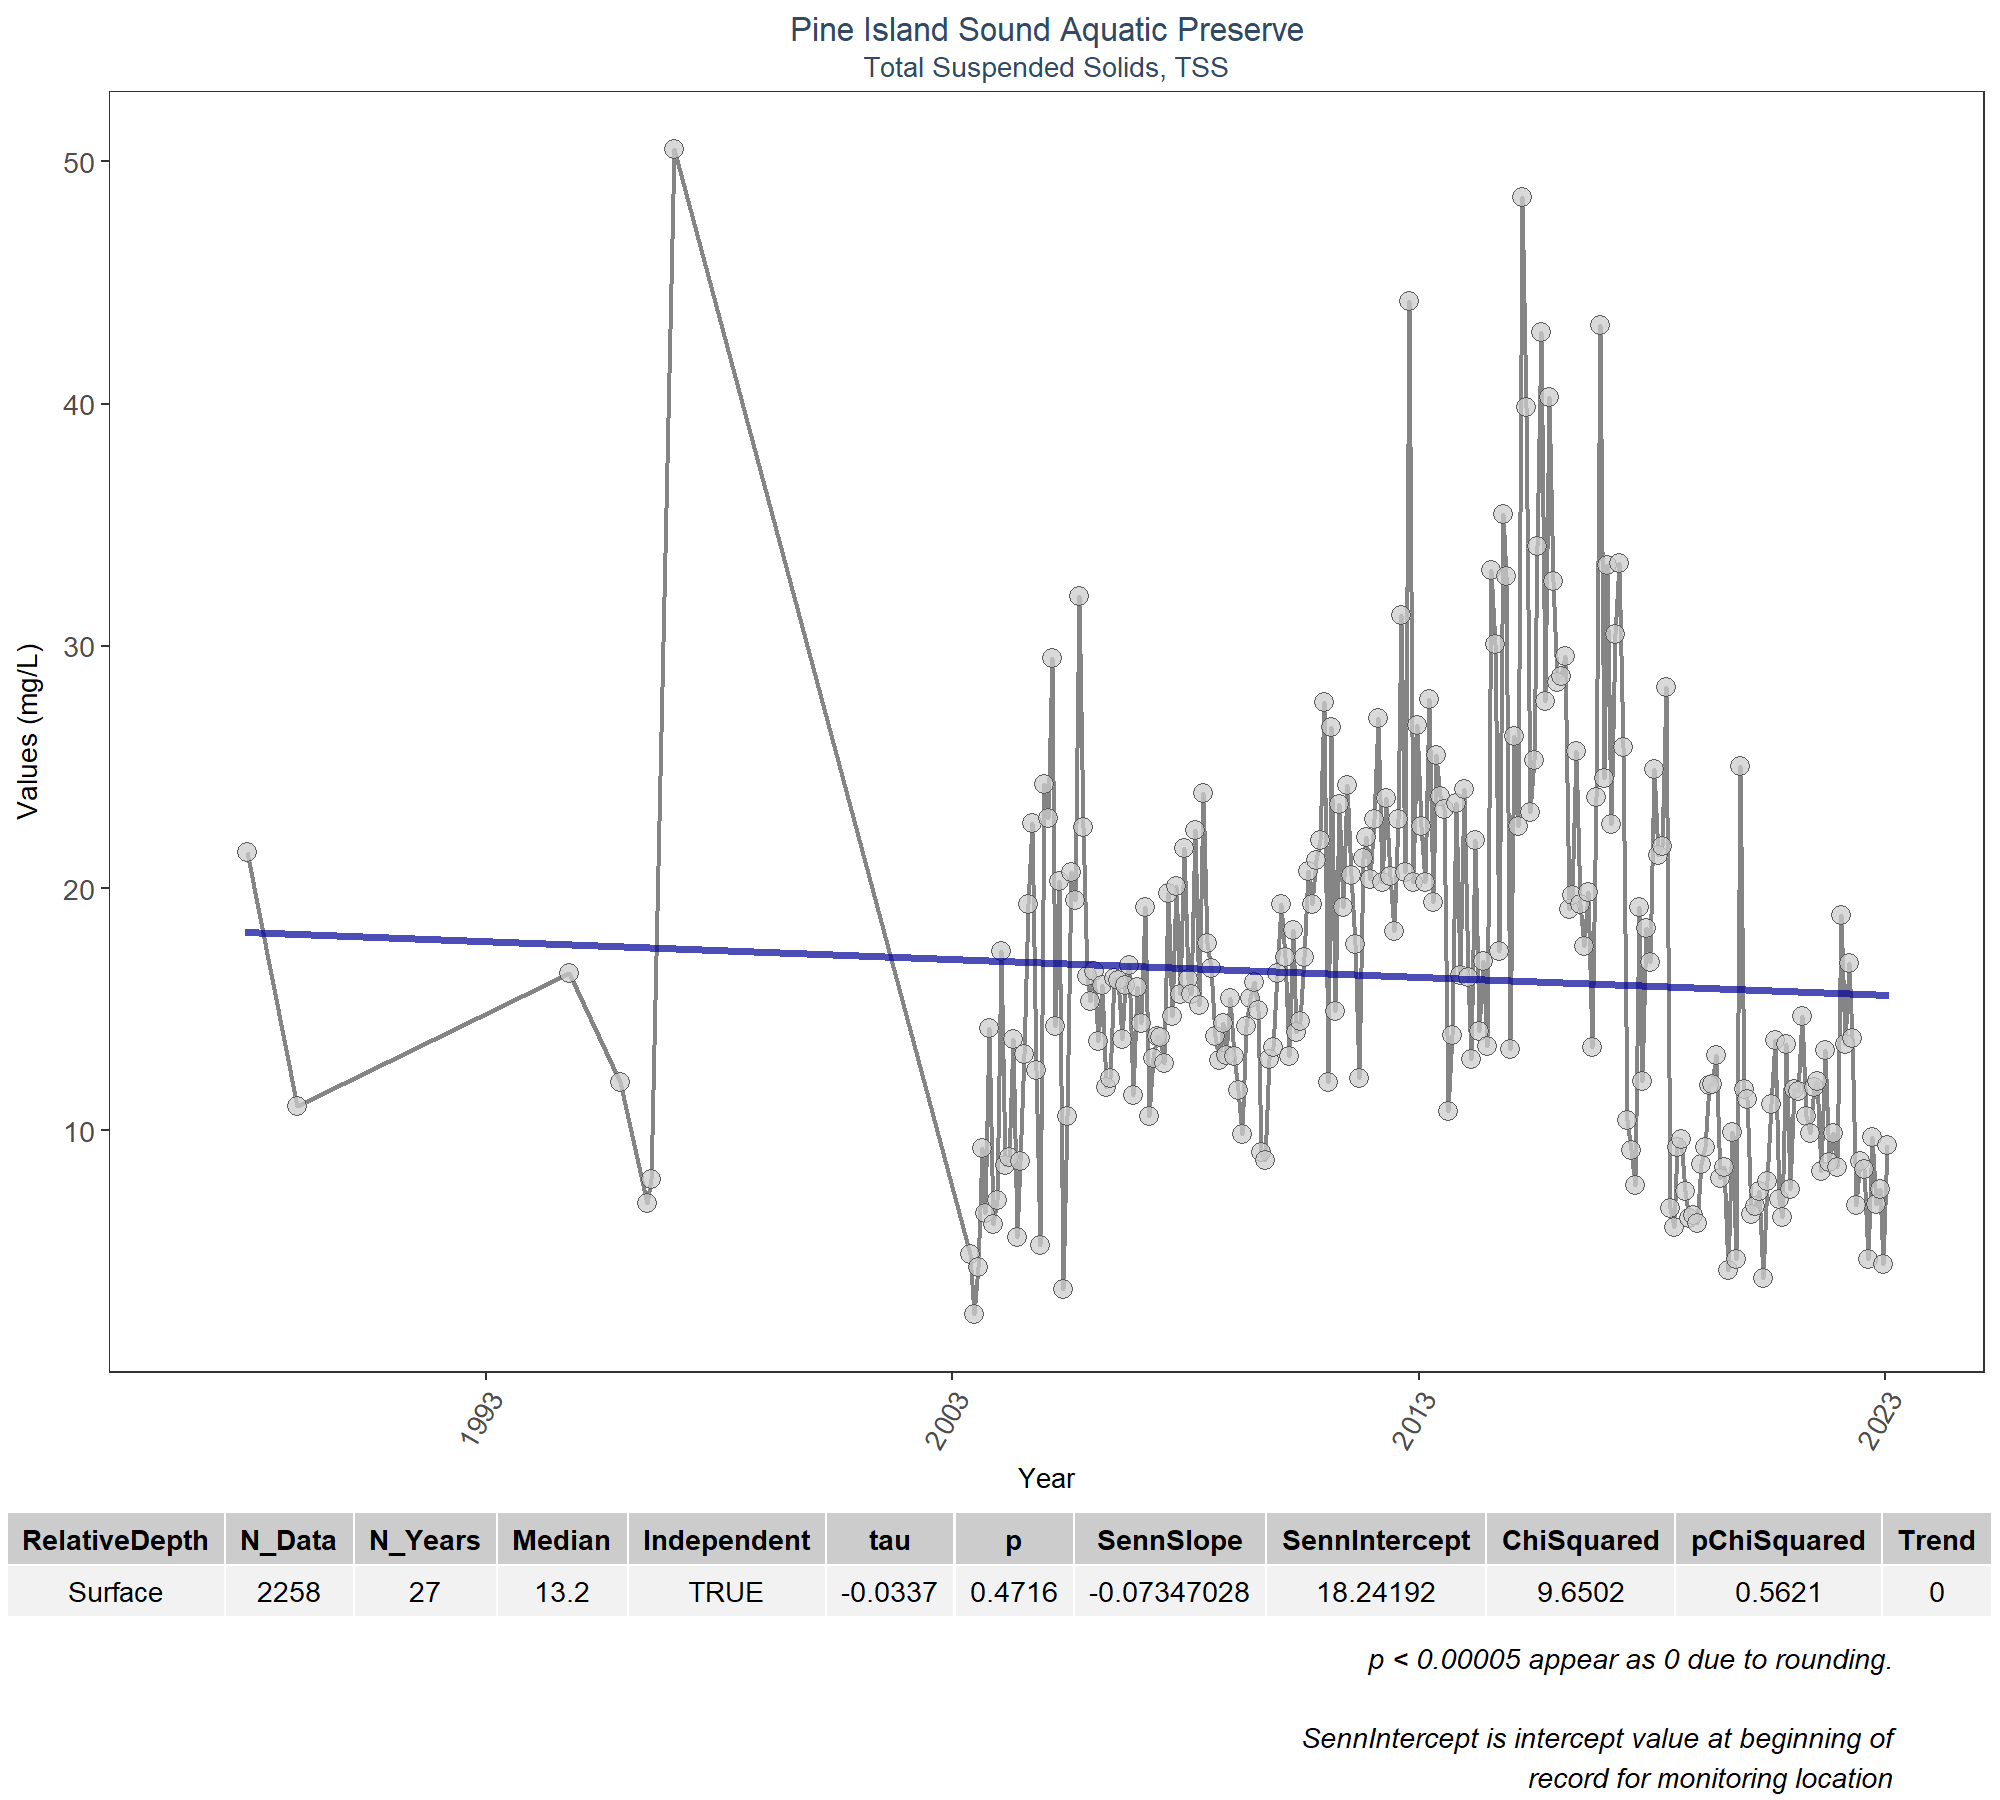 Pine Island Sound Aquatic Preserve
Total Suspended Solids, TSS
50
40
30
20
10
Values (mg/L)
1993
2003
2013
2023
Year
RelativeDepth N_Data N_Years Median Independent tau p SennSlope SennIntercept ChiSquared pChiSquared Trend
Surface 2258 27 13.2 TRUE -0.0337 0.4716 -0.07347028 18.24192 9.6502 0.5621 0
p < 0.00005 appear as 0 due to rounding.
SennIntercept is intercept value at beginning of
record for monitoring location